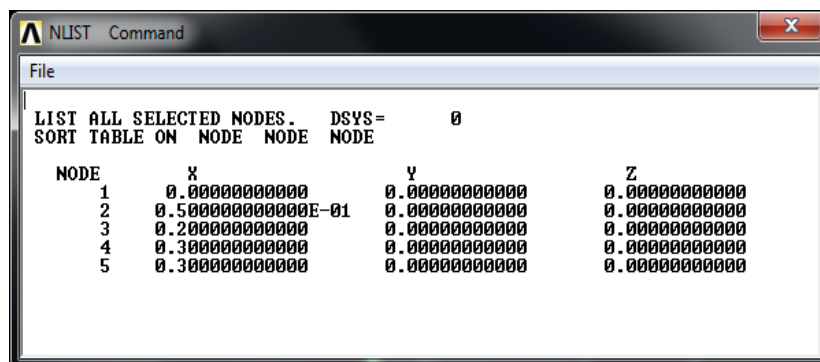 NLIST Command
File
LIST ALL SELECTED NODES. DSYS= 0
SORT TABLE ON NODE NODE NODE
NODE X Y Z
1 0.00000000000 0.00000000000 0.00000000000
2 0.500000000000E-01 0.00000000000 0.00000000000
3 0.200000000000 0.00000000000 0.00000000000
4 0.300000000000 0.00000000000 0.00000000000
5 0.300000000000 0.00000000000 0.00000000000